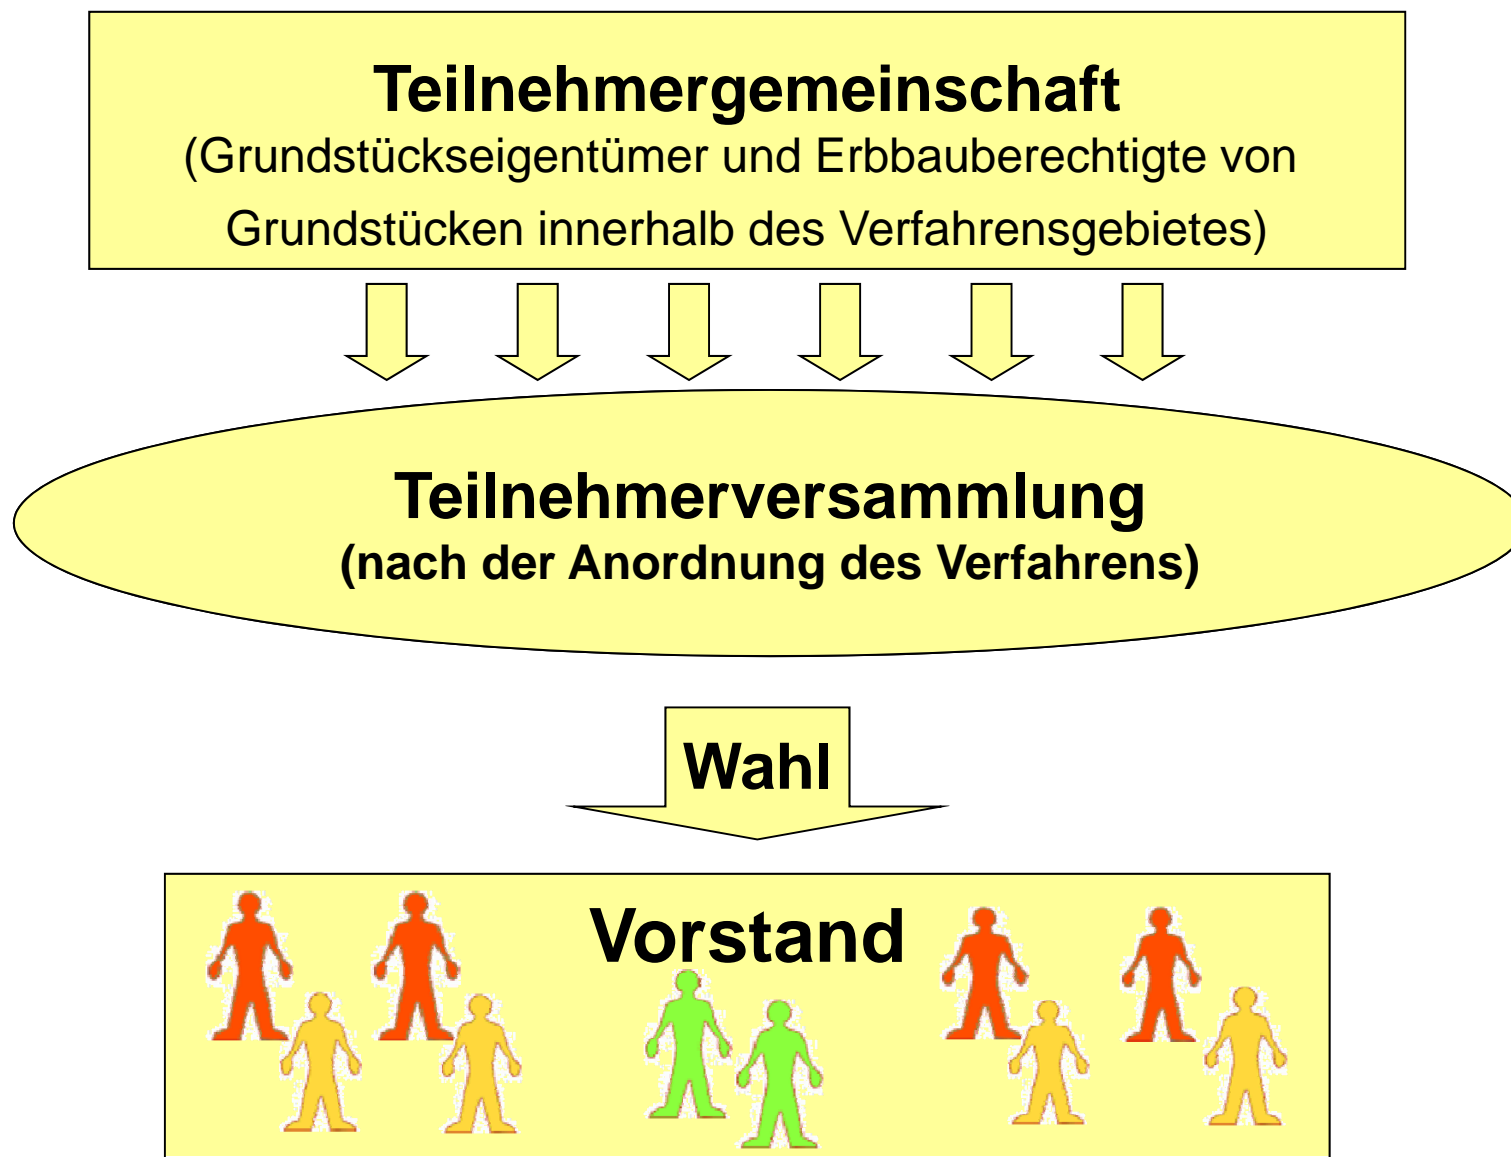 Teilnehmergemeinschaft
(Grundstückseigentümer und Erbbauberechtigte von
Grundstücken innerhalb des Verfahrensgebietes)
Teilnehmerversammlung
(nach der Anordnung des Verfahrens)
Wahl
Vorstand